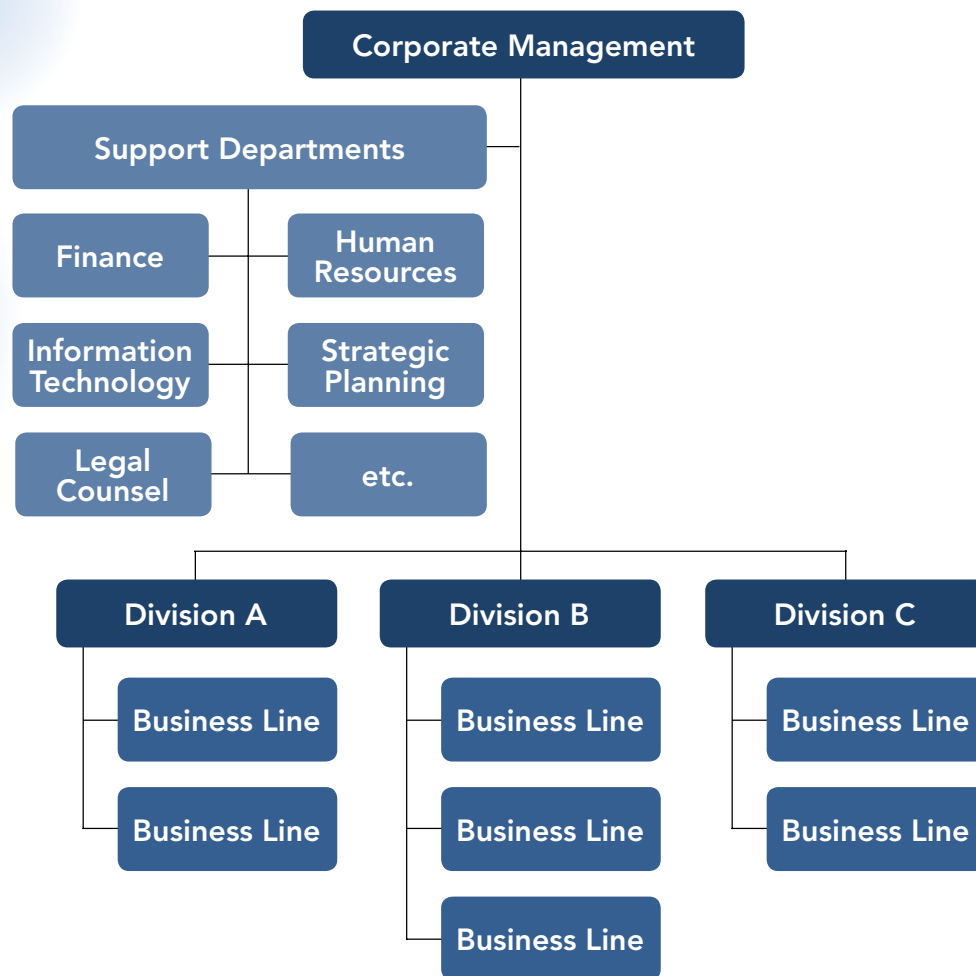 Corporate Management
Support Departments
Finance
Human
Resources
Information
Technology
Strategic
Planning
Legal
Counsel
etc.
Division A
Division B
Division C
Business Line
Business Line
Business Line
Business Line
Business Line
Business Line
Business Line